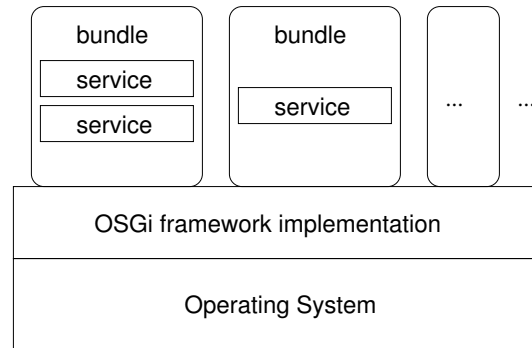 bundle
service
service
bundle
service
...
...
OSGi framework implementation
Operating System